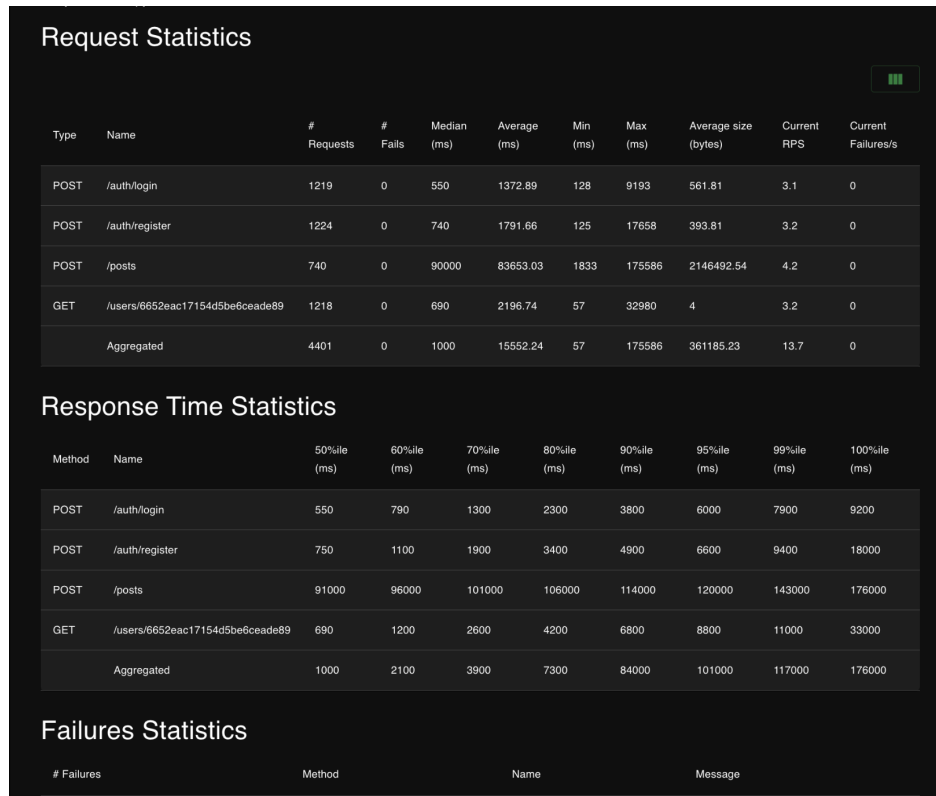 Request Statistics
Type Name # Requests # Fails Median (ms) Average (ms) Min (ms) Max (ms) Average size (bytes) Current RPS Current Failures/s
POST /auth/login 1219 0 550 1372.89 128 9193 561.81 3.1 0
POST /auth/register 1224 0 740 1791.66 125 17658 393.81 3.2 0
POST /posts 740 0 90000 83653.03 1833 175586 2146492.54 4.2 0
GET /users/6652eac17154d5be6ceade89 1218 0 690 2196.74 57 32980 4 3.2 0
Aggregated 4401 0 1000 15552.24 57 175586 361185.23 13.7 0
Response Time Statistics
Method Name 50%ile (ms) 60%ile (ms) 70%ile (ms) 80%ile (ms) 90%ile (ms) 95%ile (ms) 99%ile (ms) 100%ile (ms)
POST /auth/login 550 790 1300 2300 3800 6000 7900 9200
POST /auth/register 750 1100 1900 3400 4900 6600 9400 18000
POST /posts 91000 96000 101000 106000 114000 120000 143000 176000
GET /users/6652eac17154d5be6ceade89 690 1200 2600 4200 6800 8800 11000 33000
Aggregated 1000 2100 3900 7300 84000 101000 117000 176000
Failures Statistics
# Failures Method Name Message